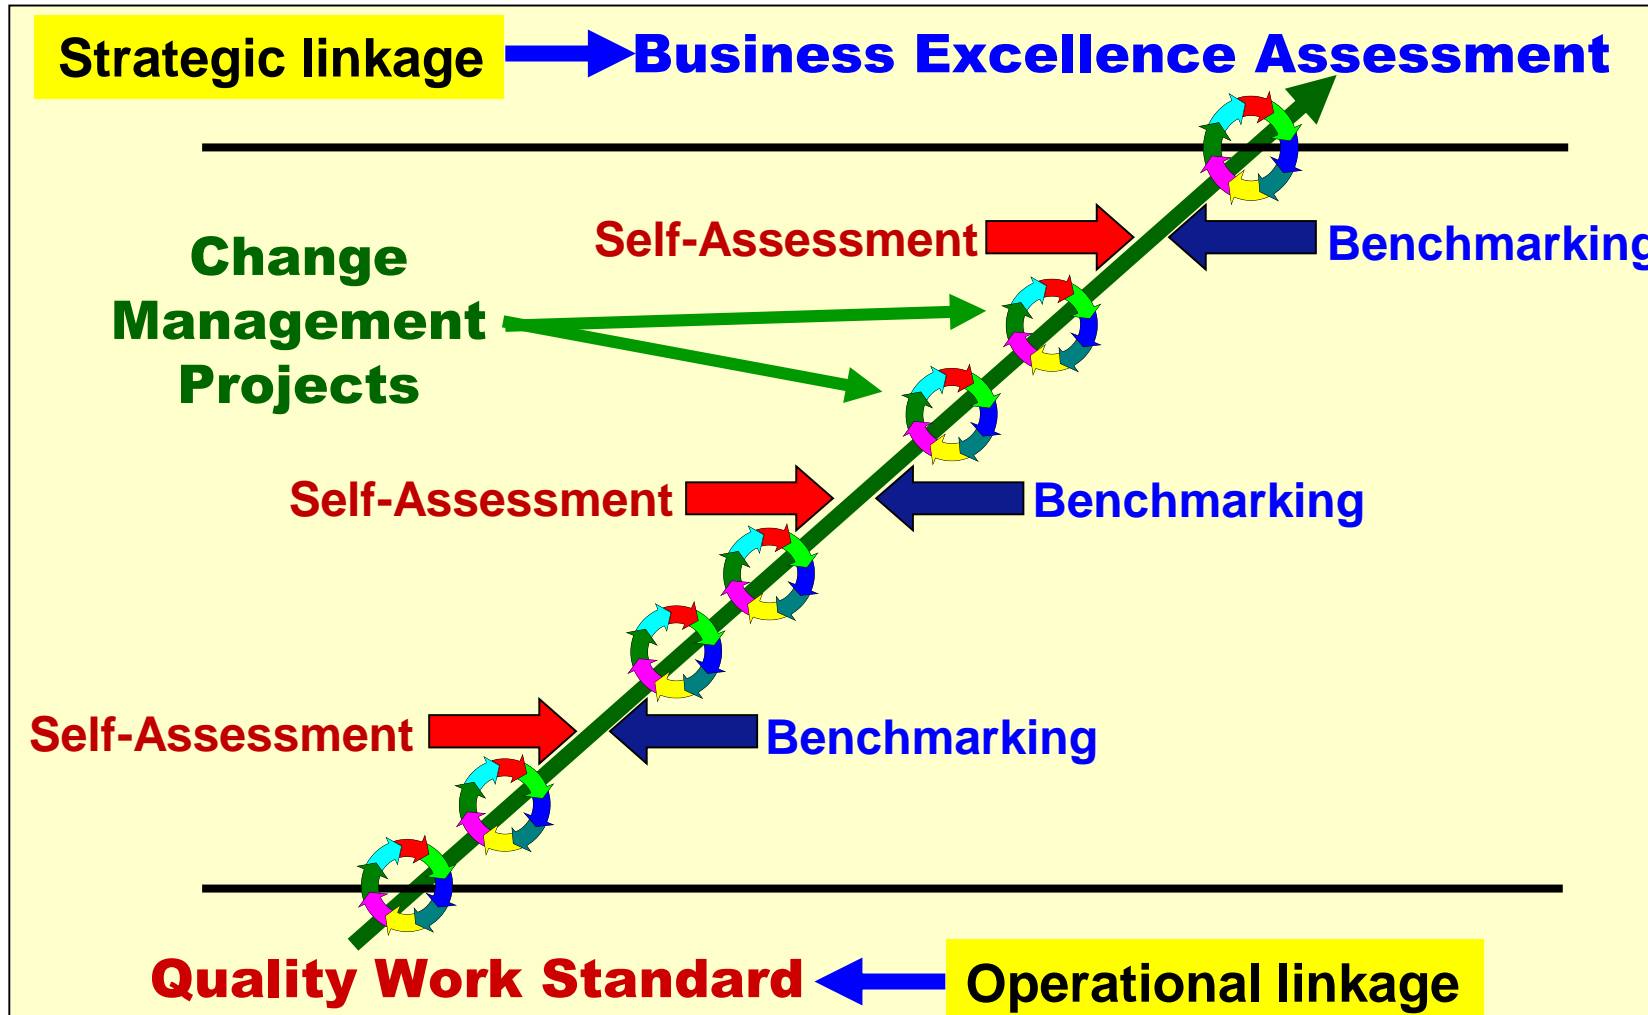 Strategic linkage
Business Excellence Assessment
Self-Assessment
Benchmarking
Change
Management
Projects
Self-Assessment
Benchmarking
Self-Assessment
Benchmarking
Quality Work Standard
Operational linkage